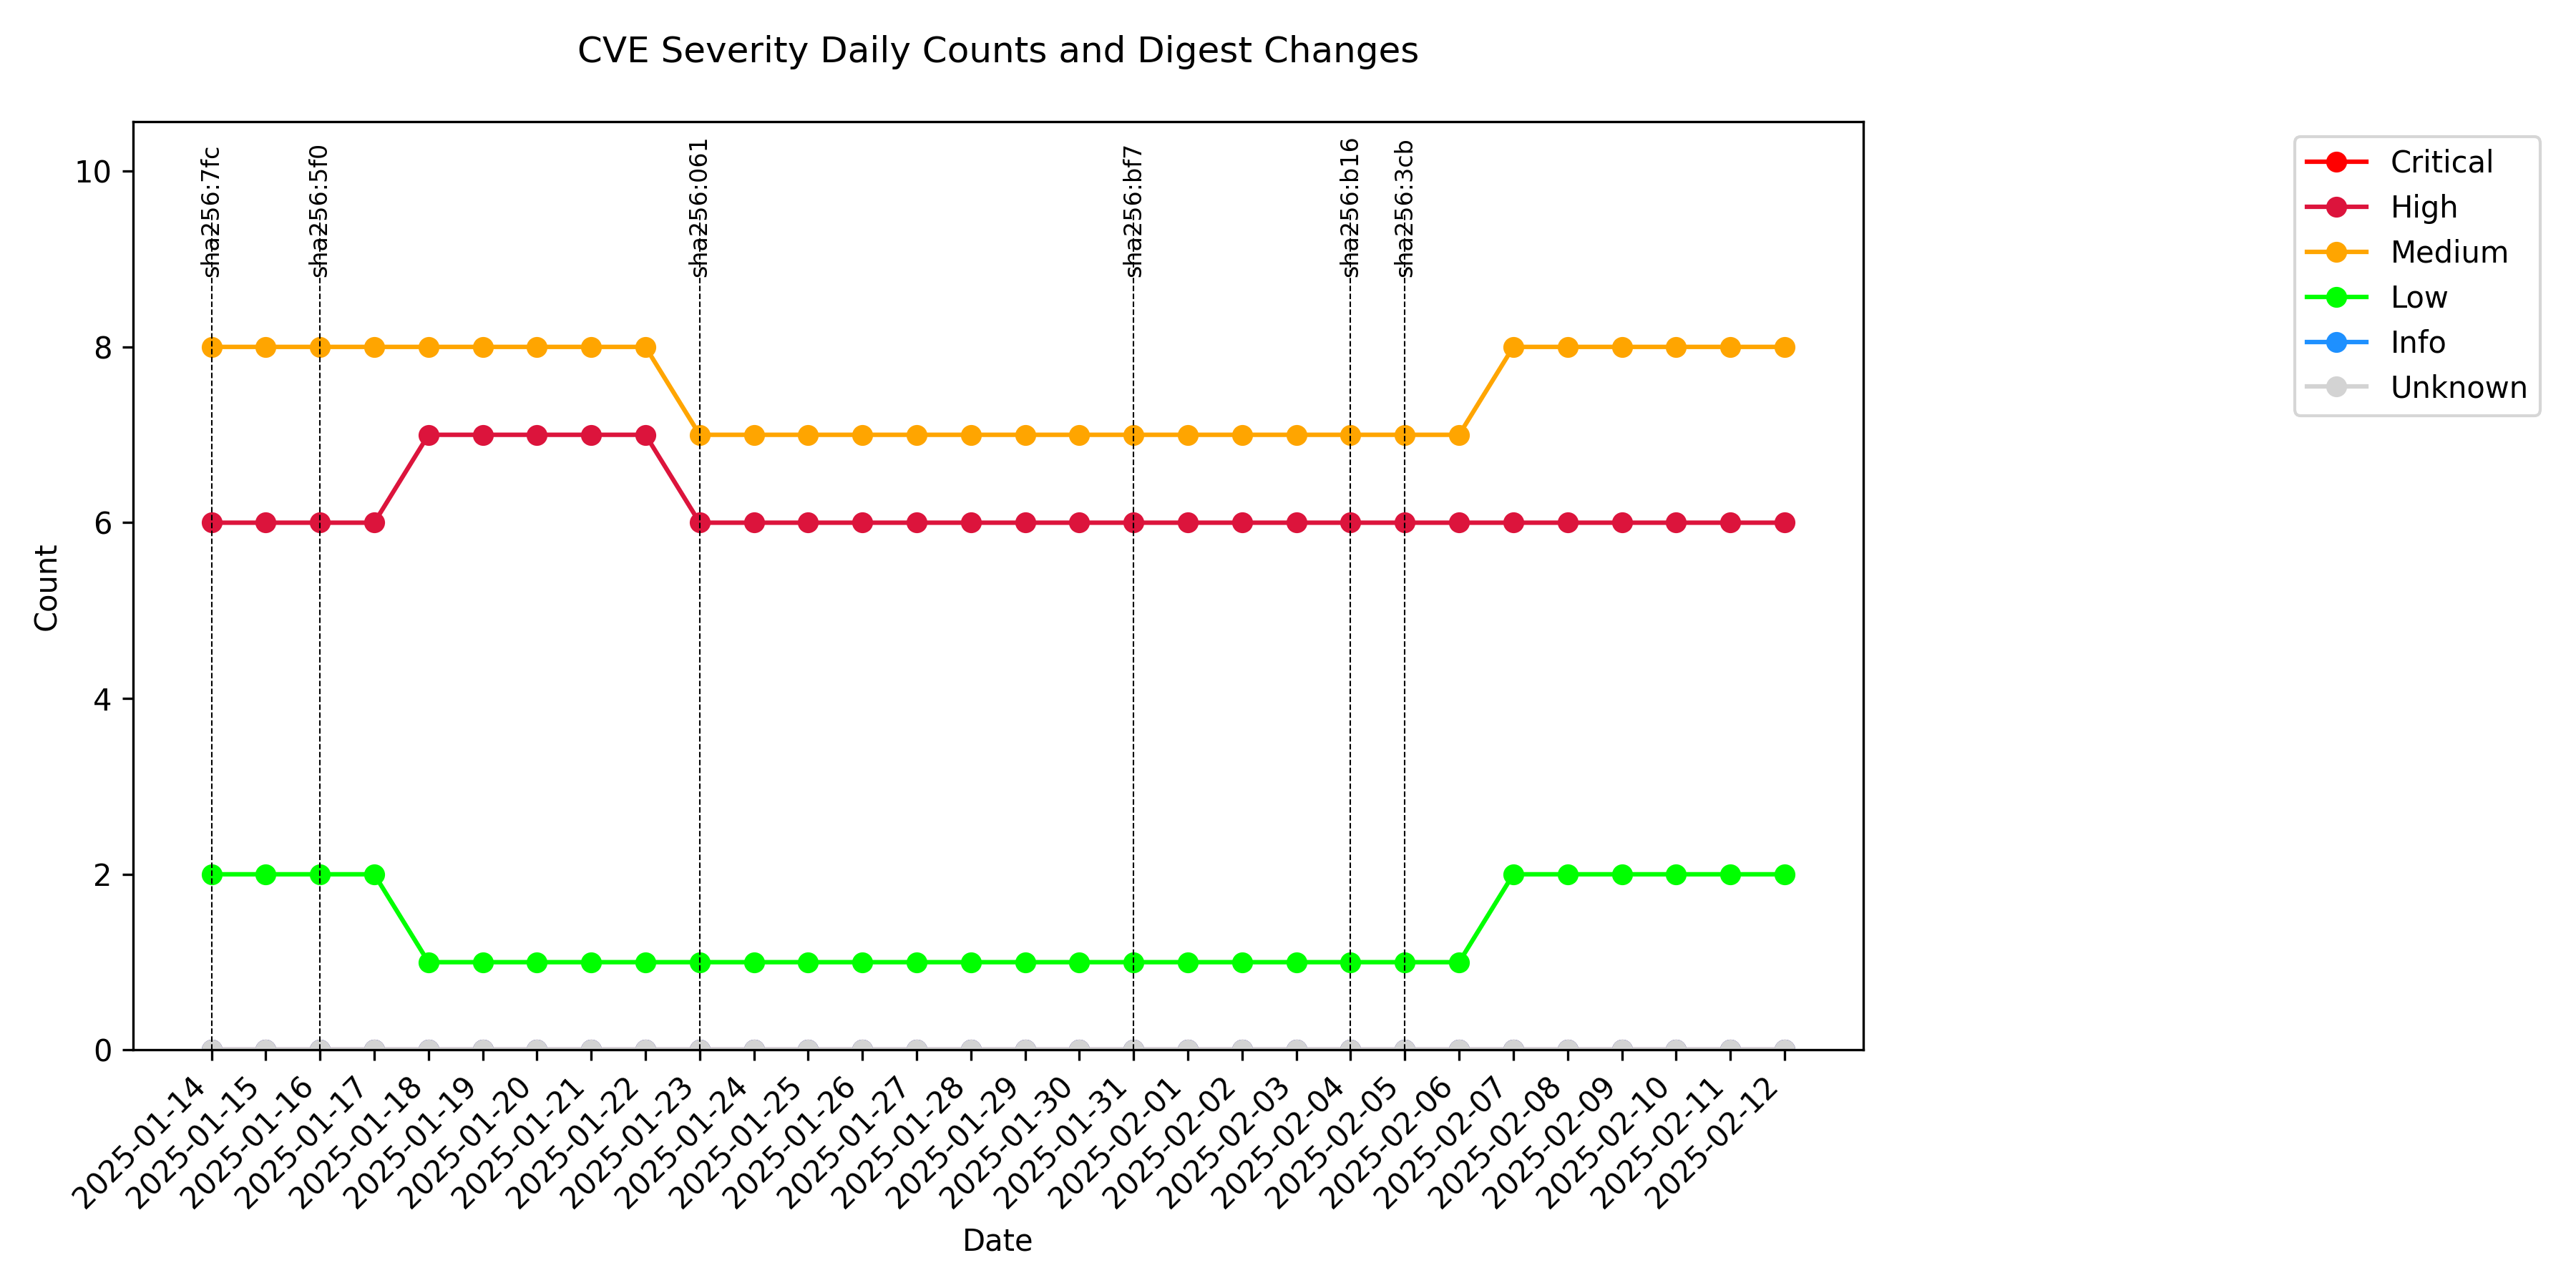 CVE Severity Daily Counts and Digest Changes
10
8
6
4
2
0
Count
sha256:7fc
sha256:5f0
sha256:061
sha256:bf7
sha256:b16
sha256:3cb
Critical
High
Medium
Low
Info
Unknown
2025-01-14
2025-01-15
2025-01-16
2025-01-17
2025-01-18
2025-01-19
2025-01-20
2025-01-21
2025-01-22
2025-01-23
2025-01-24
2025-01-25
2025-01-26
2025-01-27
2025-01-28
2025-01-29
2025-01-30
2025-01-31
2025-02-01
2025-02-02
2025-02-03
2025-02-04
2025-02-05
2025-02-06
2025-02-07
2025-02-08
2025-02-09
2025-02-10
2025-02-11
2025-02-12
Date